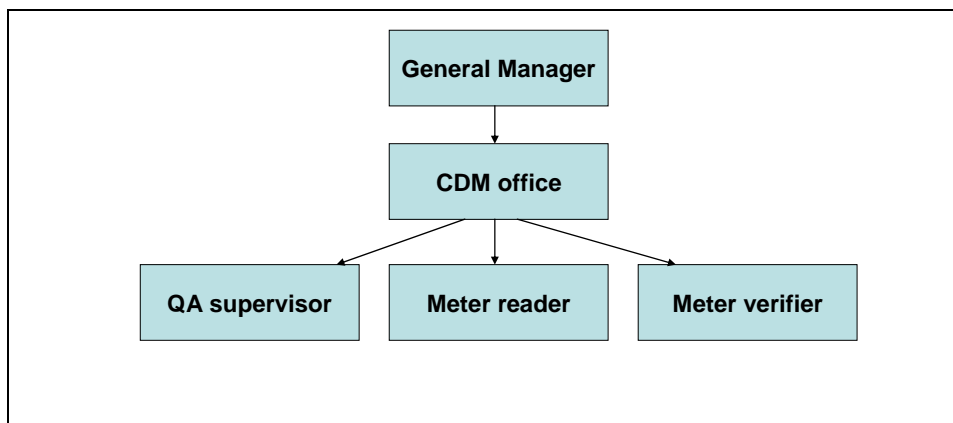 General Manager
CDM office
QA supervisor
Meter reader
Meter verifier